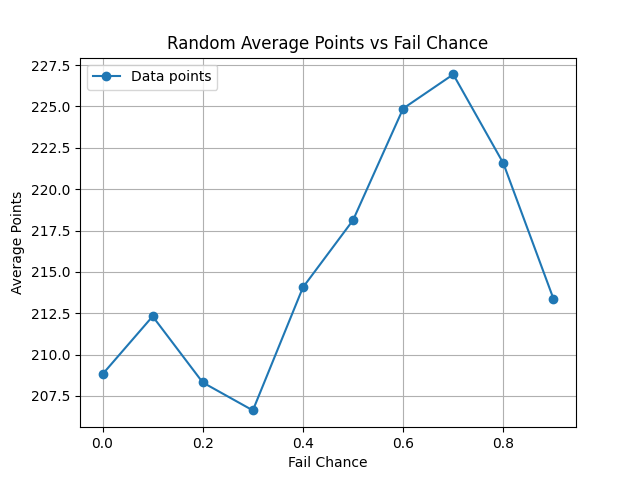 Random Average Points vs Fail Chance
Data points
227.5
225.0
222.5
220.0
217.5
215.0
212.5
210.0
207.5
Average Points
0.0 0.2 0.4 0.6 0.8
Fail Chance